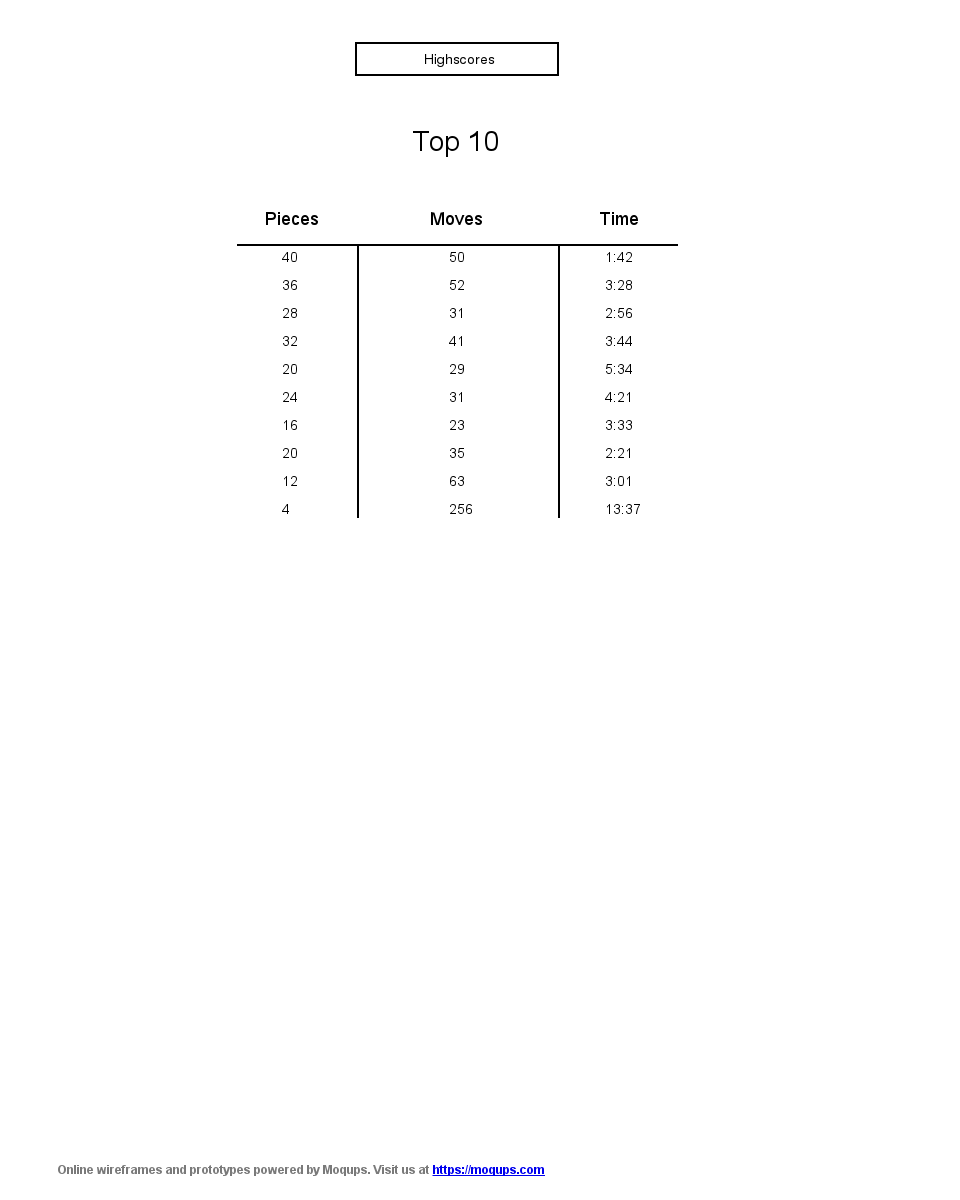 Highscores
Top 10
Pieces Moves Time
40 50 1:42
36 52 3:28
28 31 2:56
32 41 3:44
20 29 5:34
24 31 4:21
16 23 3:33
20 35 2:21
12 63 3:01
4 256 13:37
Online wireframes and prototypes powered by Moqups. Visit us at https://moqups.com